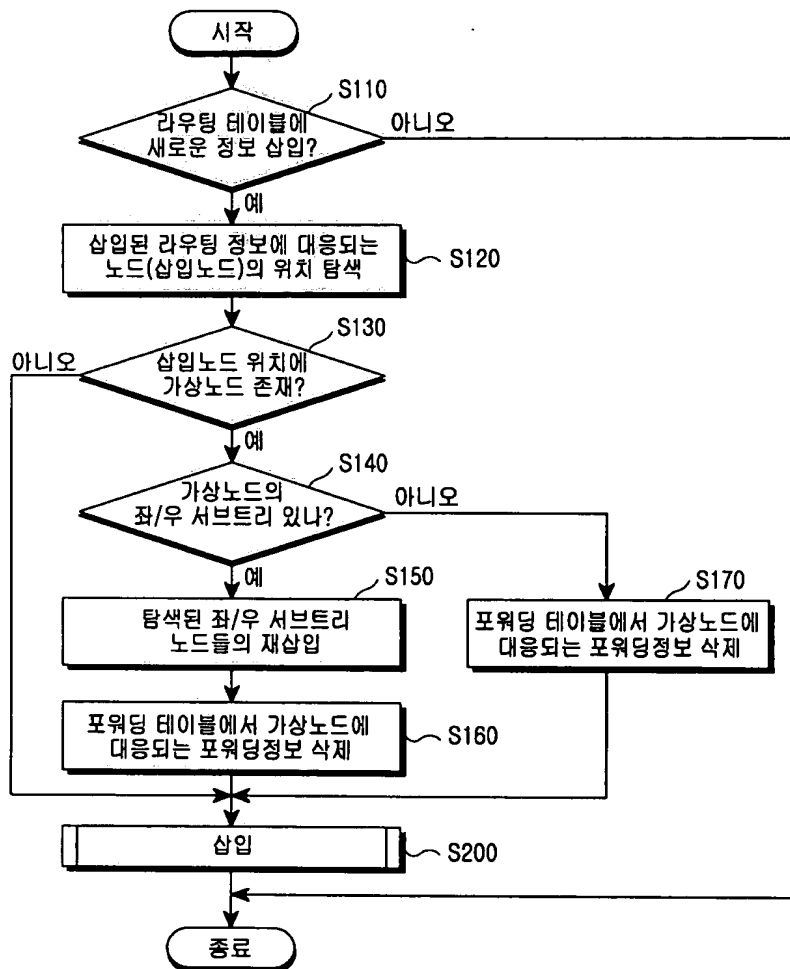 시작
S110
라우팅 테이블에
새로운 정보 삽입?
아니오
예
삽입된 라우팅 정보에 대응되는
노드(삽입노드)의 위치 탐색
S120
S130
아니오
삽입노드 위치에
가상노드 존재?
예
S140
가상노드의
좌/우 서브트리 있나?
아니오
예
S150
탐색된 좌/우 서브트리
노드들의 재삽입
S170
포워딩 테이블에서 가상노드에
대응되는 포워딩정보 삭제
포워딩 테이블에서 가상노드에
대응되는 포워딩정보 삭제
S160
삽입
S200
종료